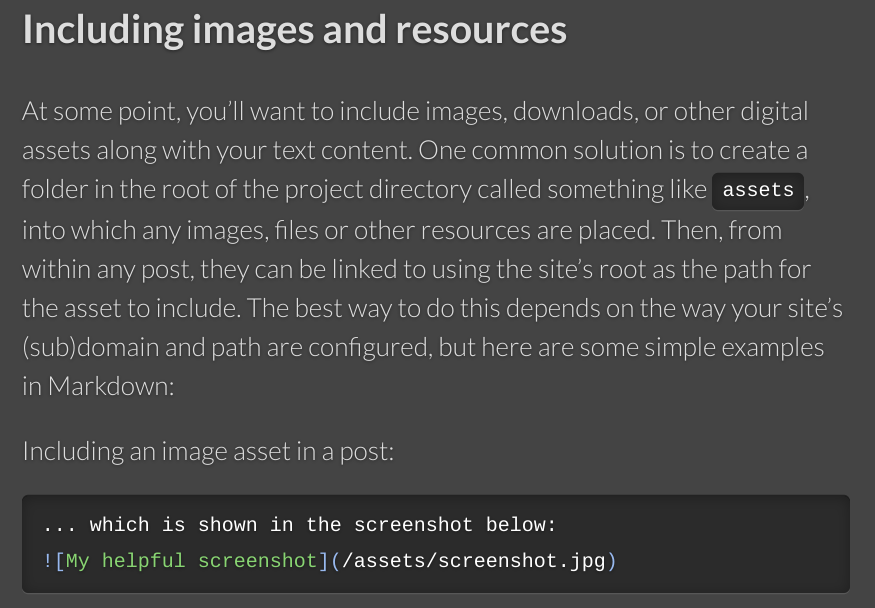 Including images and resources
At some point, you’ll want to include images, downloads, or other digital
assets along with your text content. One common solution is to create a
folder in the root of the project directory called something like assets,
into which any images, files or other resources are placed. Then, from
within any post, they can be linked to using the site’s root as the path for
the asset to include. The best way to do this depends on the way your site’s
(sub)domain and path are configured, but here are some simple examples
in Markdown:
Including an image asset in a post:
... which is shown in the screenshot below:
![My helpful screenshot](/assets/screenshot.jpg)